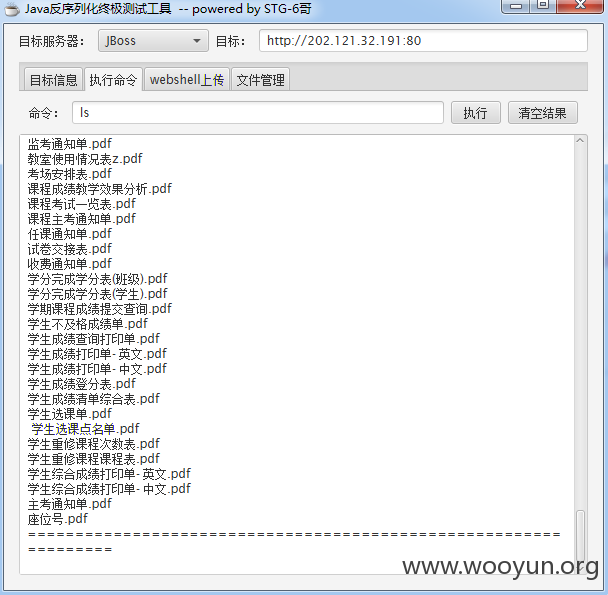 Java反序列化终极测试工具 -- powered by STG-6哥
目标服务器: JBoss 目标: http://202.121.32.191:80
目标信息 执行命令 webshell上传 文件管理
命令: ls 执行 清空结果
监考通知单.pdf
教室使用情况表z.pdf
考场安排表.pdf
课程成绩教学效果分析.pdf
课程考试一览表.pdf
课程主考通知单.pdf
任课通知单.pdf
试卷交接表.pdf
收费通知单.pdf
学分完成学分表(班级).pdf
学分完成学分表(学生).pdf
学期课程成绩提交查询.pdf
学生不及格成绩单.pdf
学生成绩查询打印单.pdf
学生成绩打印单- 英文.pdf
学生成绩打印单- 中文.pdf
学生成绩登分表.pdf
学生成绩清单综合表.pdf
学生选课单.pdf
学生选课点名单.pdf
学生重修课程次数表.pdf
学生重修课程课程表.pdf
学生综合成绩打印单- 英文.pdf
学生综合成绩打印单- 中文.pdf
主考通知单.pdf
座位号.pdf
========================================================
=========
www.wooyun.org